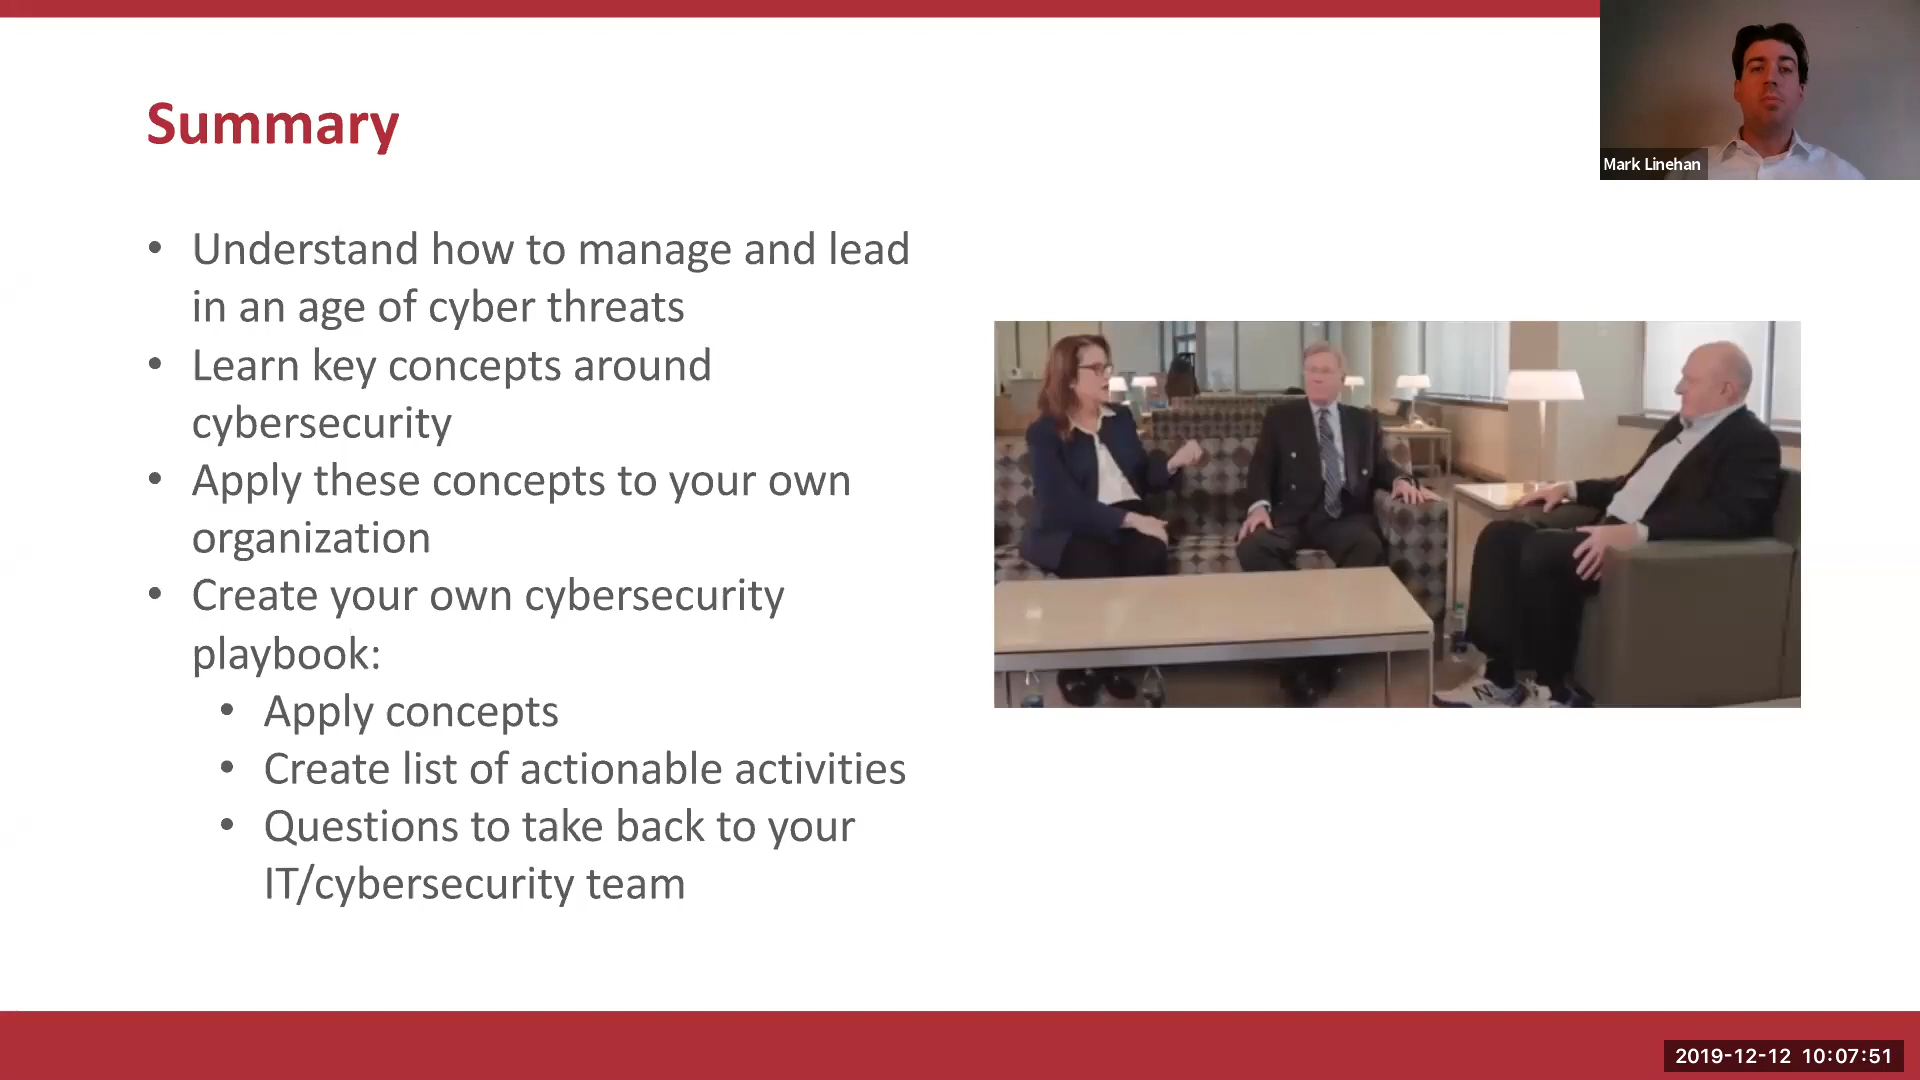 Summary
Mark Linehan
• Understand how to manage and lead
in an age of cyber threats
• Learn key concepts around
cybersecurity
• Apply these concepts to your own
organization
• Create your own cybersecurity
playbook:
• Apply concepts
• Create list of actionable activities
• Questions to take back to your
IT/cybersecurity team
2019-12-12 10:07:51